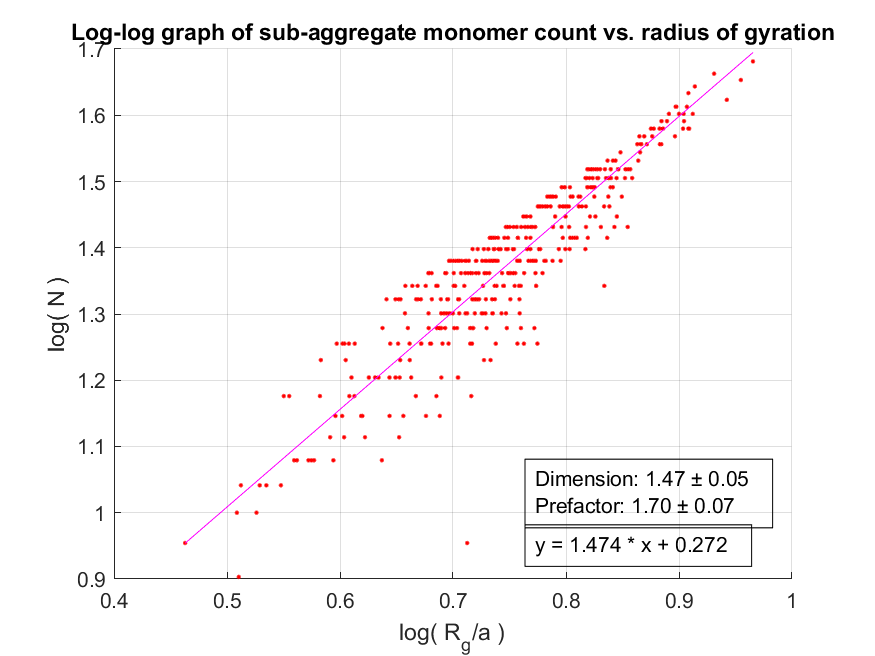 Log-log graph of sub-aggregate monomer count vs. radius of gyration
1.7
1.6
1.5
1.4
1.3
1.2
1.1
1
0.9
log( N )
Dimension: 1.47 ± 0.05
Prefactor: 1.70 ± 0.07
y = 1.474 * x + 0.272
0.4 0.5 0.6 0.7 0.8 0.9 1
log( R_g/a )